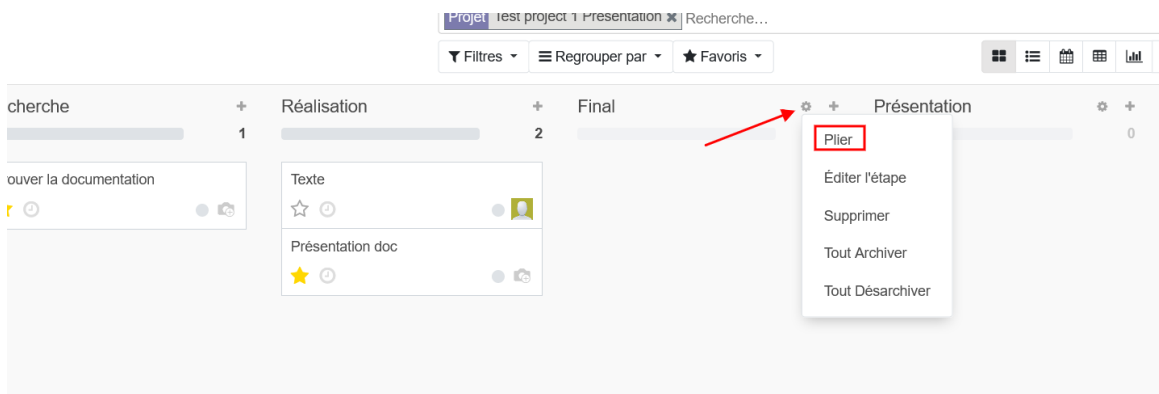 Projet Test project 1 Présentation ✖ Recherche...
Filtres Regrouper par Favoris
cherche + Réalisation + Final + Présentation +
1 2 0
Plier
Éditer l'étape
Supprimer
Tout Archiver
Tout Désarchiver
ouver la documentation
Texte
Présentation doc